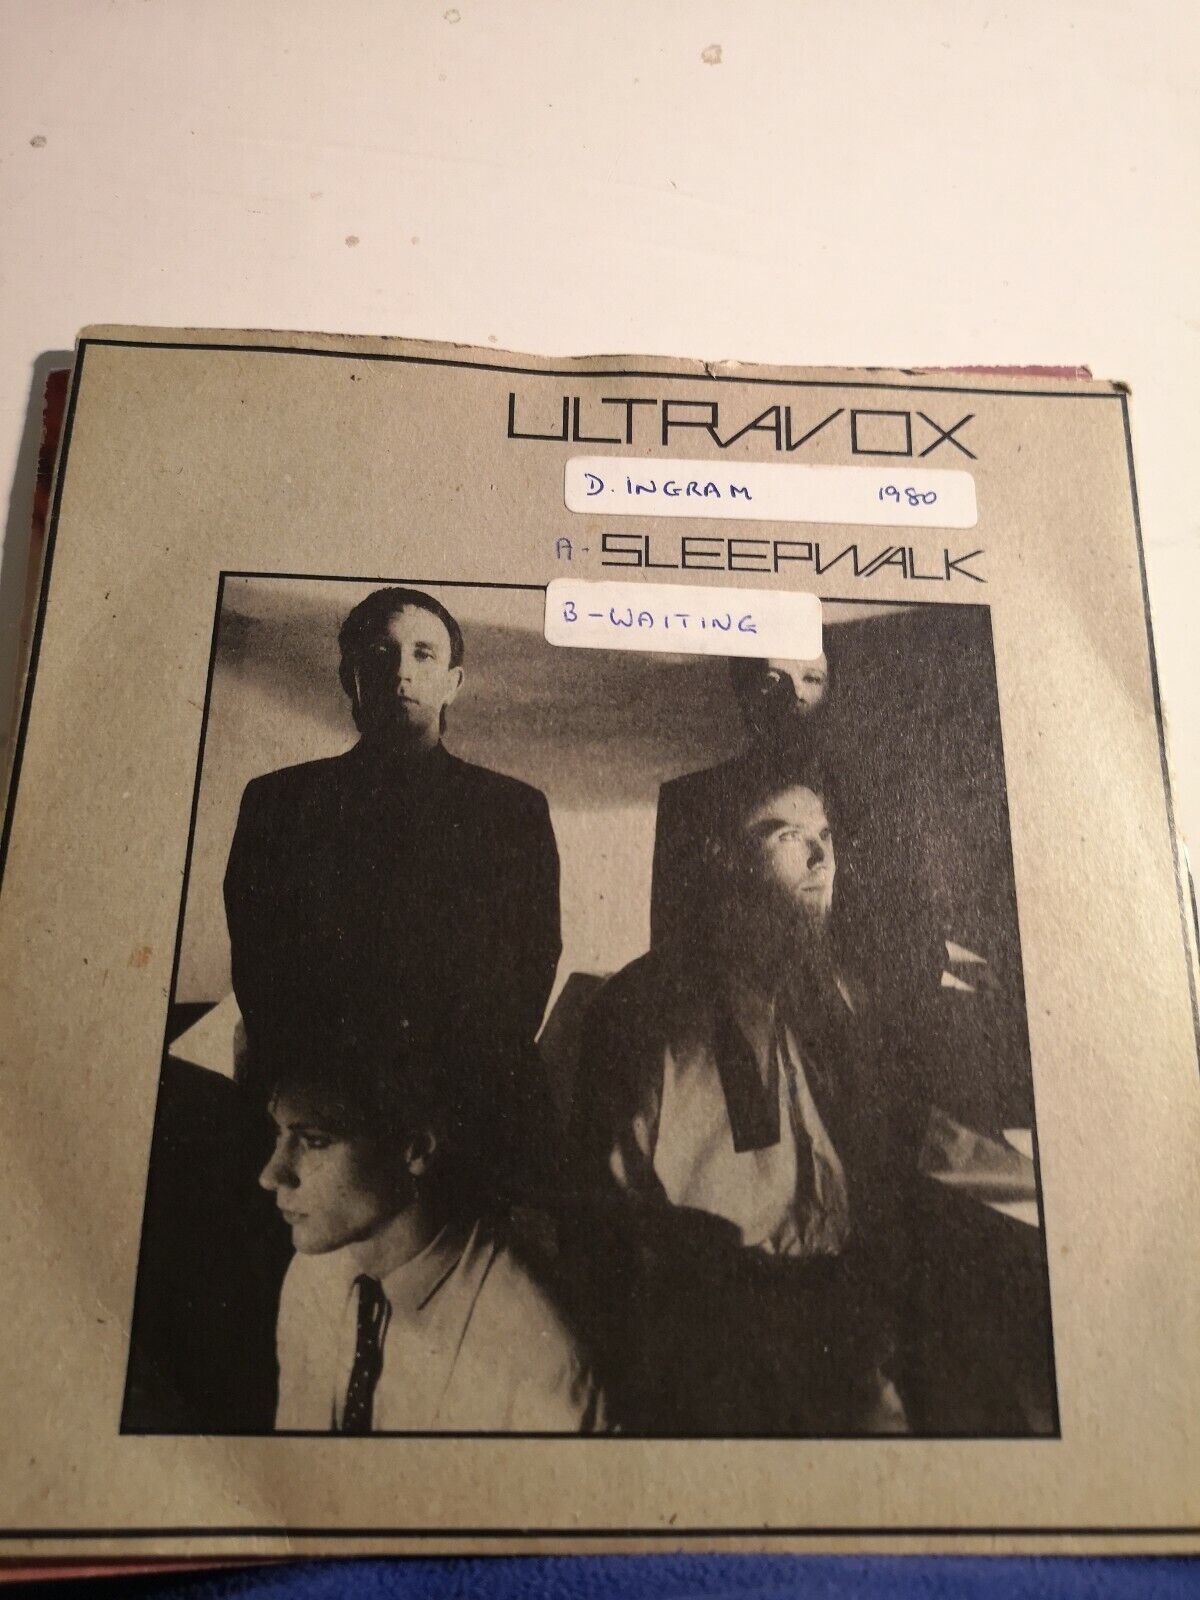 ULTRAVOX
D. INGRAM 1980
A- SLEEPWALK
B - WAITING